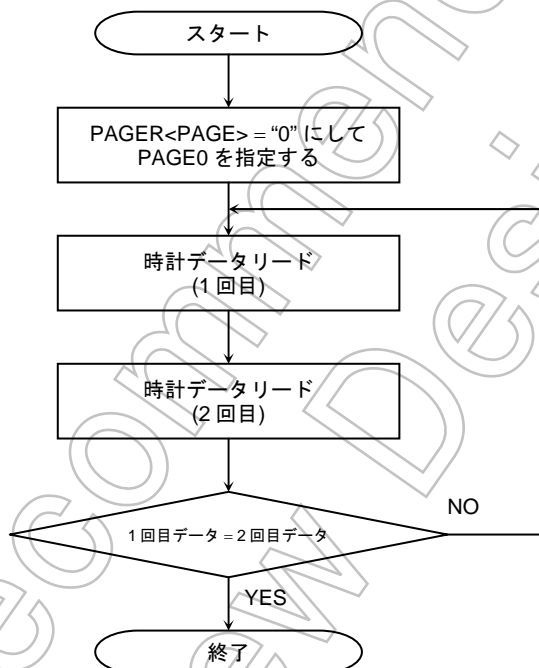 スタート
PAGER<PAGE> = “0” にして
PAGE0 を指定する
時計データリード
(1 回目)
時計データリード
(2 回目)
1 回目データ = 2 回目データ
NO
YES
終了